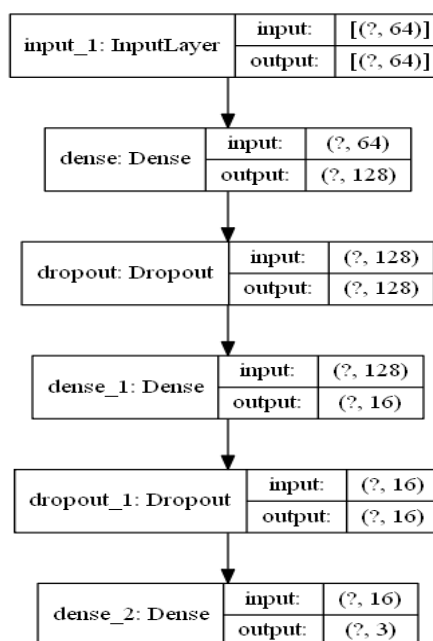 input_1: InputLayer input: [(?, 64)]
output: [(?, 64)]
dense: Dense input: (?, 64)
output: (?, 128)
dropout: Dropout input: (?, 128)
output: (?, 128)
dense_1: Dense input: (?, 128)
output: (?, 16)
dropout_1: Dropout input: (?, 16)
output: (?, 16)
dense_2: Dense input: (?, 16)
output: (?, 3)